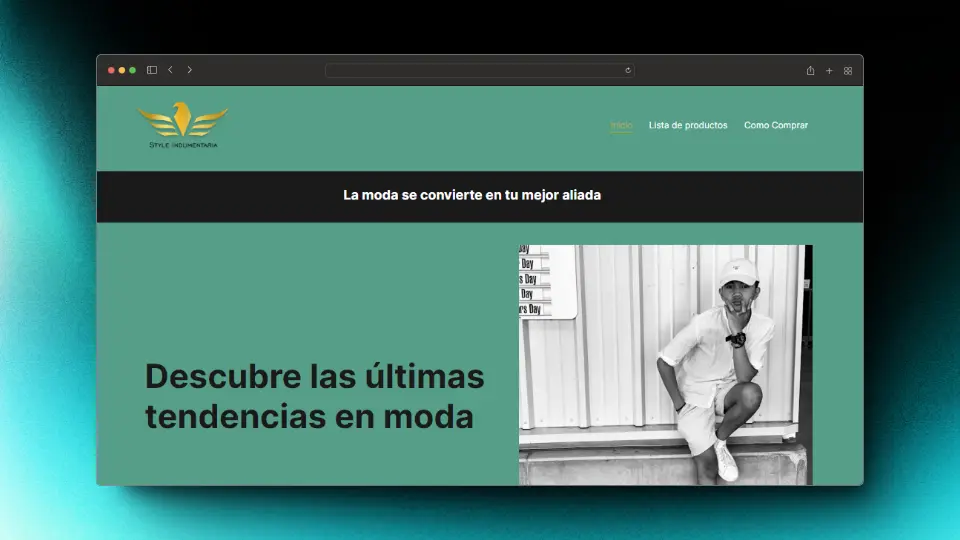 STYLE INDUMENTARIA
Inicio
Lista de productos
Como Comprar
La moda se convierte en tu mejor aliada
Descubre las últimas
tendencias en moda
Day
s Day
Day
rs Day